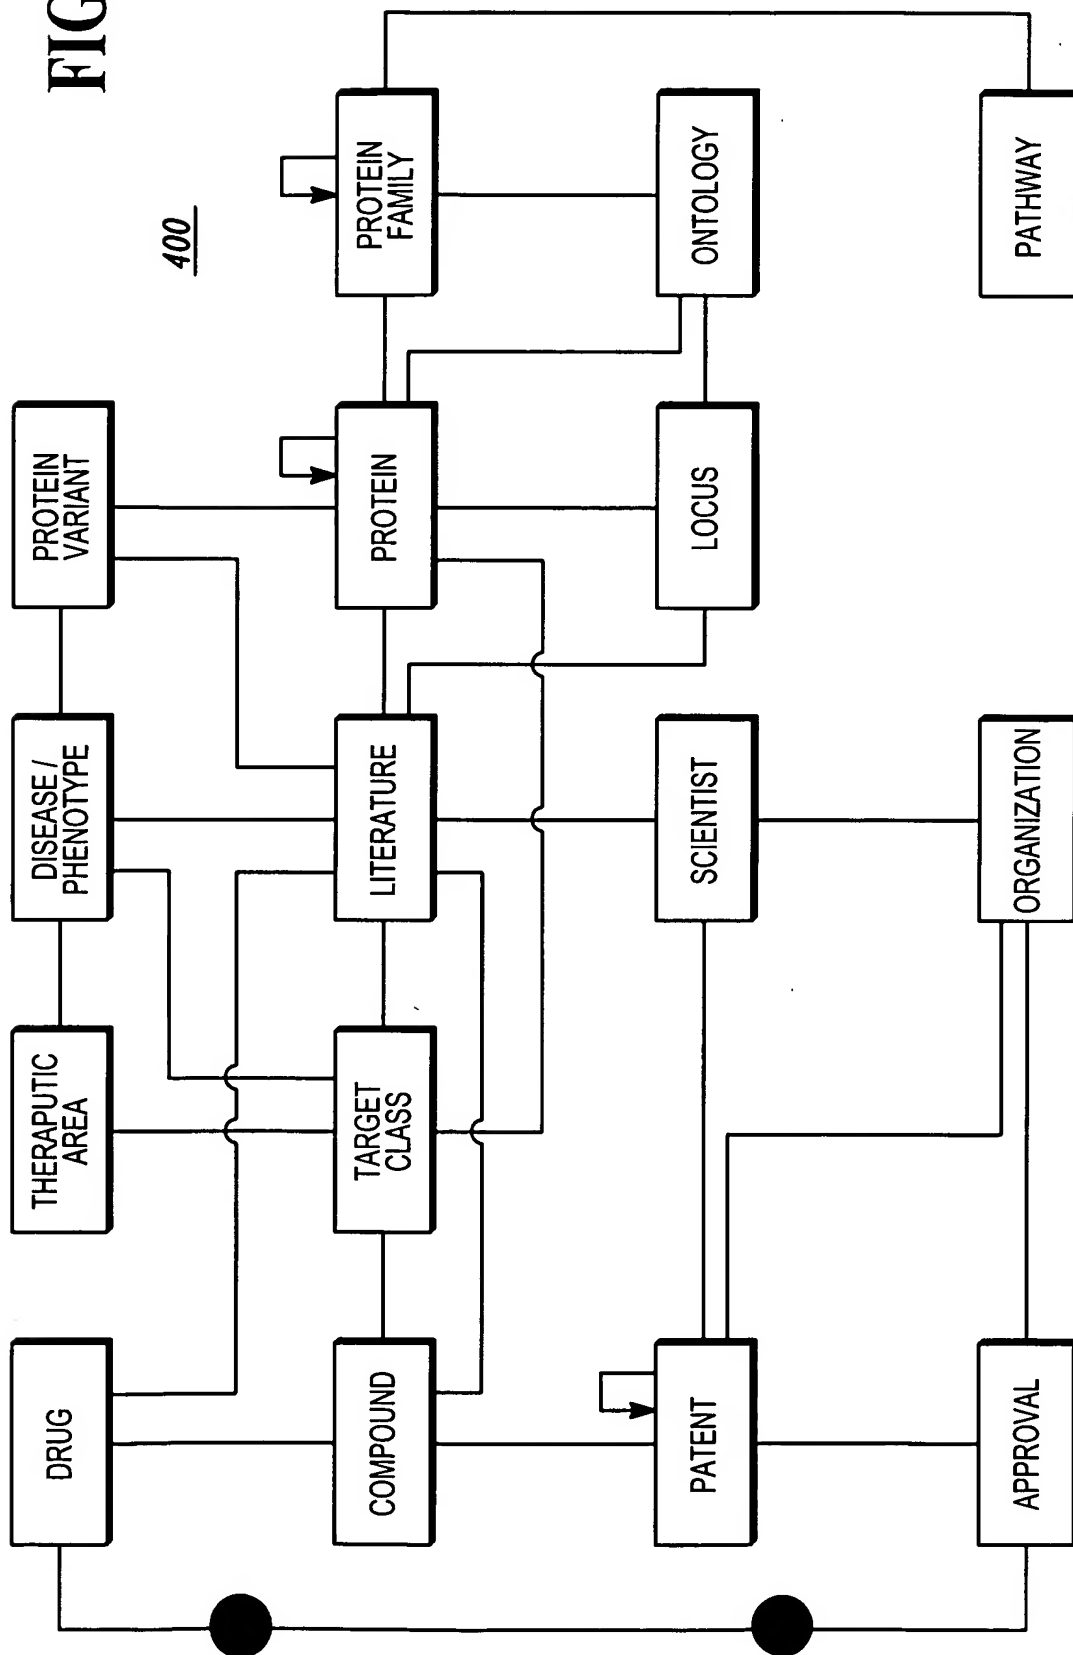 FIG
400
DRUG
THERAPUTIC
AREA
DISEASE /
PHENOTYPE
PROTEIN
VARIANT
COMPOUND
TARGET
CLASS
LITERATURE
PROTEIN
PROTEIN
FAMILY
PATENT
SCIENTIST
LOCUS
ONTOLOGY
APPROVAL
ORGANIZATION
PATHWAY